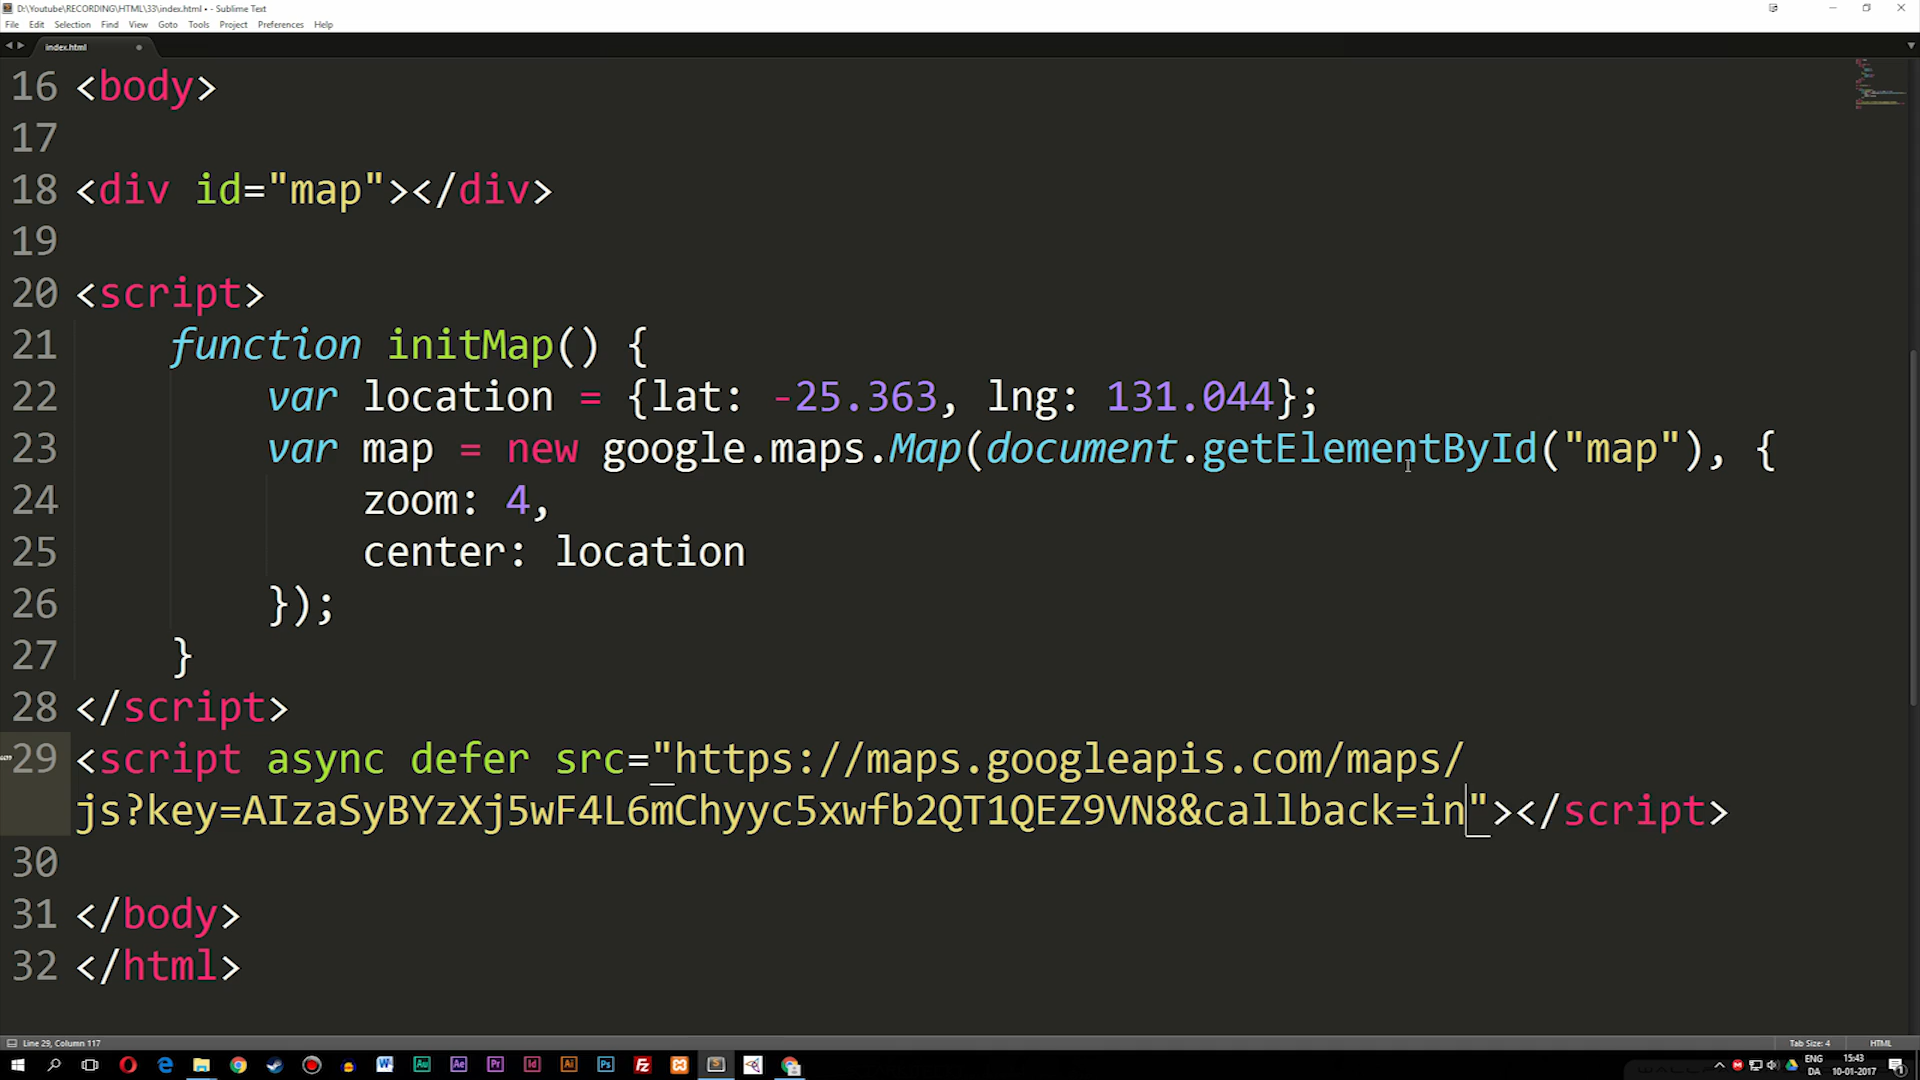 D:\Youtube\RECORDING\HTML\33\index.html • - Sublime Text
File Edit Selection Find View Goto Tools Project Preferences Help
index.html
16 <body>
17
18 <div id="map"></div>
19
20 <script>
21 function initMap() {
22 var location = {lat: -25.363, lng: 131.044};
23 var map = new google.maps.Map(document.getElementById("map"), {
24 zoom: 4,
25 center: location
26 });
27 }
28 </script>
29 <script async defer src="https://maps.googleapis.com/maps/
js?key=AIzaSyBYzXj5wF4L6mChyyc5xwfb2QT1QEZ9VN8&callback=in"></script>
30
31 </body>
32 </html>
Line 29, Column 117
Tab Size: 4 HTML
ENG 15:43
DA 10-01-2017